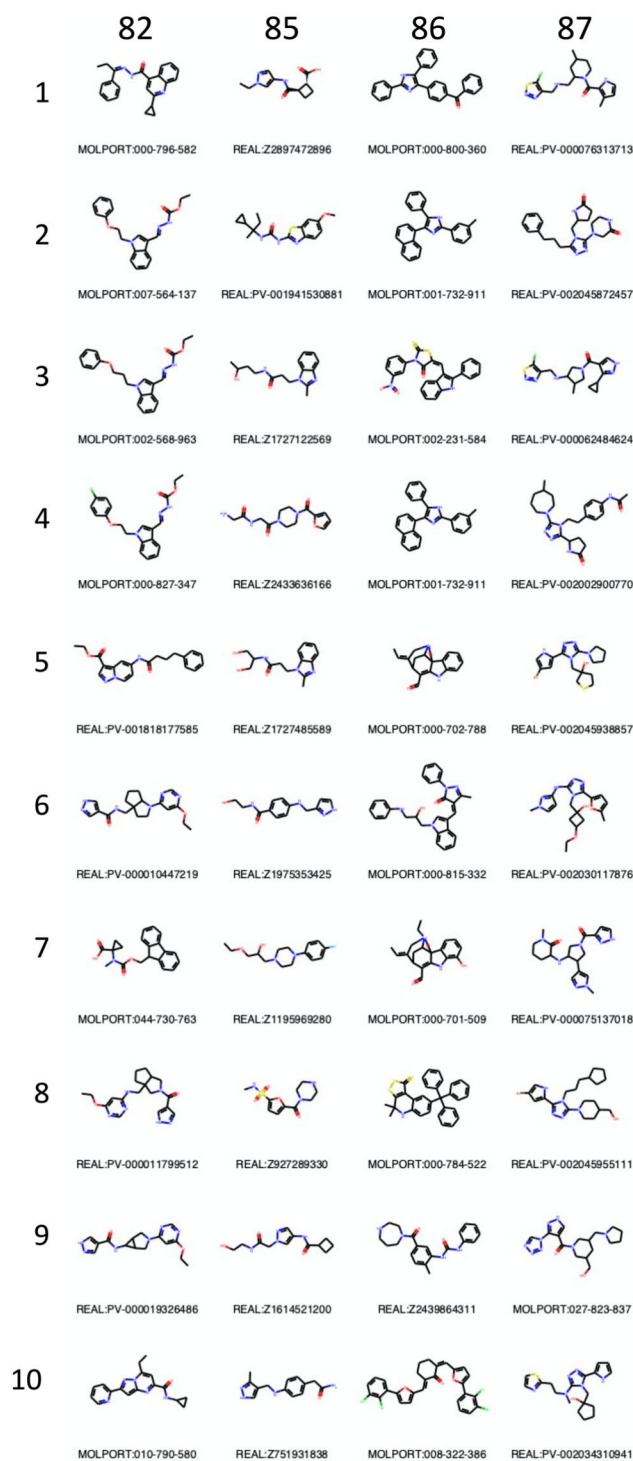 82 85 86 87
1
MOLPORT:000-796-582 REAL:Z2897472896 MOLPORT:000-800-360 REAL:PV-000076313713
2
MOLPORT:007-564-137 REAL:PV-001941530881 MOLPORT:001-732-911 REAL:PV-002045872457
3
MOLPORT:002-568-963 REAL:Z1727122569 MOLPORT:002-231-584 REAL:PV-000062484624
4
MOLPORT:000-827-347 REAL:Z2433636166 MOLPORT:001-732-911 REAL:PV-002002900770
5
REAL:PV-001818177585 REAL:Z1727485589 MOLPORT:000-702-788 REAL:PV-002045938857
6
REAL:PV-000010447219 REAL:Z1975353425 MOLPORT:000-815-332 REAL:PV-002030117876
7
MOLPORT:044-730-763 REAL:Z1195969280 MOLPORT:000-701-509 REAL:PV-000075137018
8
REAL:PV-000011799512 REAL:Z927289330 MOLPORT:000-784-522 REAL:PV-002045955111
9
REAL:PV-000019326486 REAL:Z1614521200 REAL:Z2439864311 MOLPORT:027-823-837
10
MOLPORT:010-790-580 REAL:Z751931838 MOLPORT:008-322-386 REAL:PV-002034310941